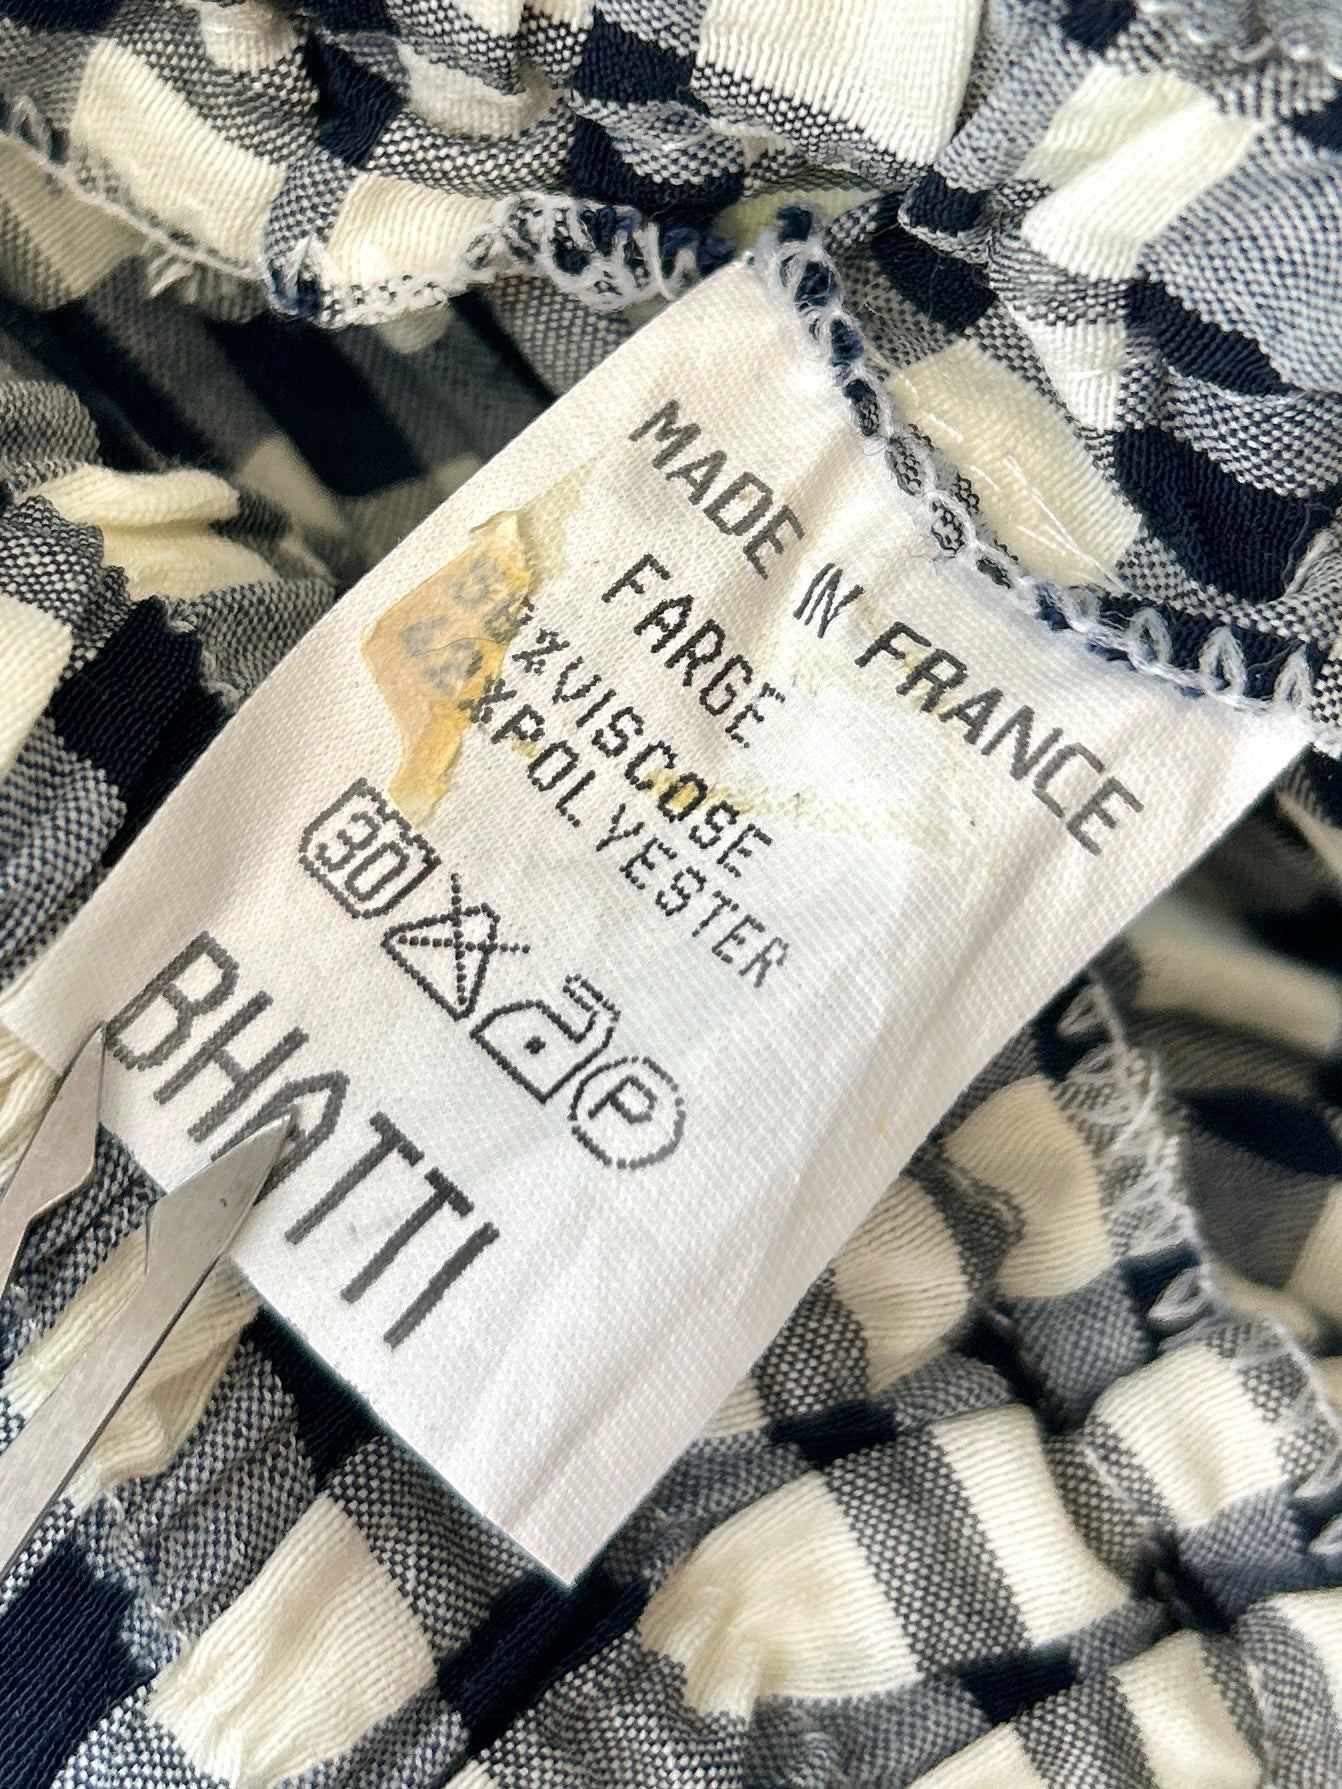 MADE IN FRANCE
FARGE
58%VISCOSE
42%POLYESTER
30 P
BHATTI